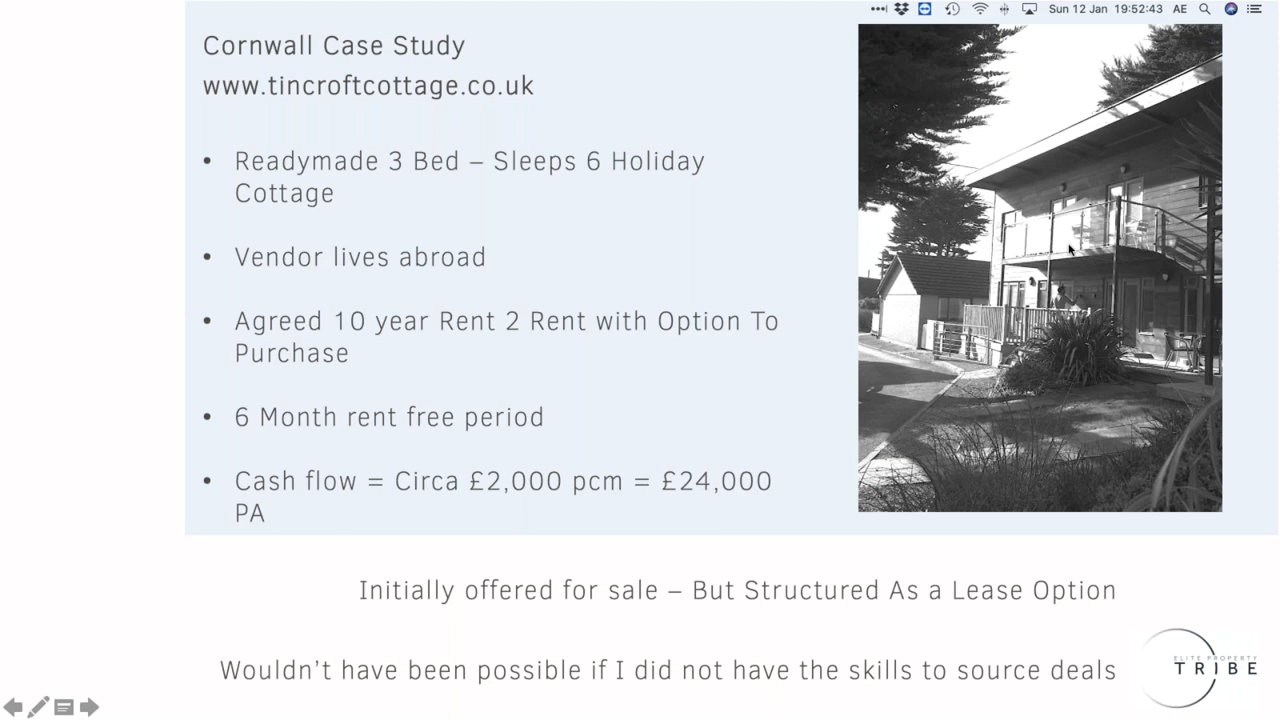 Sun 12 Jan 19:52:43 AE
Cornwall Case Study
www.tincroftcottage.co.uk
• Readymade 3 Bed – Sleeps 6 Holiday
Cottage
• Vendor lives abroad
• Agreed 10 year Rent 2 Rent with Option To
Purchase
• 6 Month rent free period
• Cash flow = Circa £2,000 pcm = £24,000
PA
Initially offered for sale – But Structured As a Lease Option
Wouldn't have been possible if I did not have the skills to source deals
ELITE PROPERTY
TRIBE